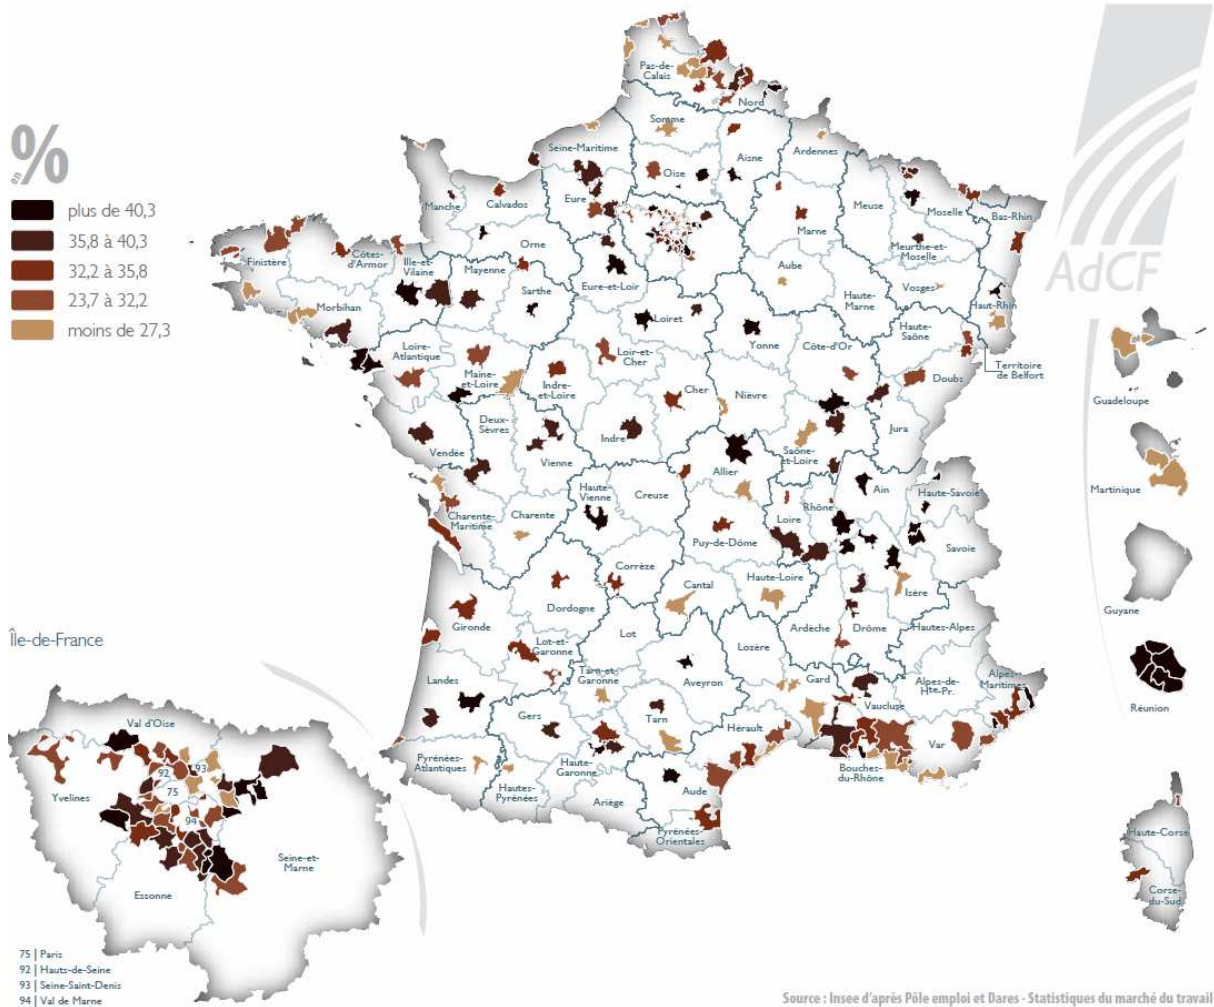 %
en
plus de 40,3
35,8 à 40,3
32,2 à 35,8
23,7 à 32,2
moins de 27,3
AdCF
Pas-de-
Calais
Nord
Somme
Seine-Maritime
Aisne
Ardennes
Oise
Manche
Calvados
Eure
Meuse
Moselle
Bas-Rhin
Marne
Meurthe-et-
Moselle
Orne
Finistère
Côtes-
d'Armor
Ille-et-
Vilaine
Mayenne
Sarthe
Eure-et-Loir
Aube
Haute-
Marne
Vosges
Haut-Rhin
Morbihan
Loiret
Yonne
Côte-d'Or
Haute-
Saône
Loire-
Atlantique
Maine-
et-Loire
Indre-
et-Loire
Loir-et-
Cher
Cher
Nièvre
Doubs
Territoire
de Belfort
Deux-
Sèvres
Vendée
Vienne
Indre
Saône-
et-Loire
Jura
Allier
Haute-
Vienne
Creuse
Ain
Haute-Savoie
Charente-
Maritime
Charente
Rhône
Loire
Puy-de-Dôme
Savoie
Corrèze
Isère
Dordogne
Cantal
Haute-Loire
Gironde
Lot
Lot-et-
Garonne
Ardèche
Drôme
Hautes-Alpes
Lozère
Landes
Tarn-et-
Garonne
Aveyron
Gard
Vaucluse
Alpes-de-
Hte-Pr.
Alpes-
Maritimes
Gers
Tarn
Hérault
Var
Bouches-
du-Rhône
Pyrénées-
Atlantiques
Haute-
Garonne
Hautes-
Pyrénées
Ariège
Aude
Pyrénées-
Orientales
Guadeloupe
Martinique
Guyane
Réunion
Haute-Corse
Corse-
du-Sud
Île-de-France
Val d'Oise
Yvelines
92
93
75
94
Seine-et-
Marne
Essonne
75 | Paris
92 | Hauts-de-Seine
93 | Seine-Saint-Denis
94 | Val de Marne
Source : Insee d'après Pôle emploi et Dares - Statistiques du marché du travail